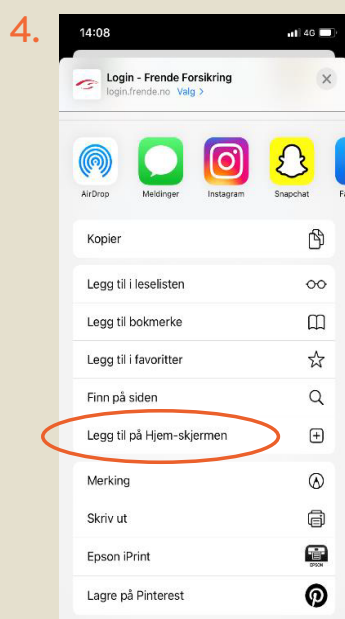 4.
14:08
4G
Login - Frende Forsikring
login.frende.no Valg >
AirDrop Meldinger Instagram Snapchat Fa
Kopier
Legg til i leselisten
Legg til bokmerke
Legg til i favoritter
Finn på siden
Legg til på Hjem-skjermen
Merking
Skriv ut
Epson iPrint
EPSON
Lagre på Pinterest